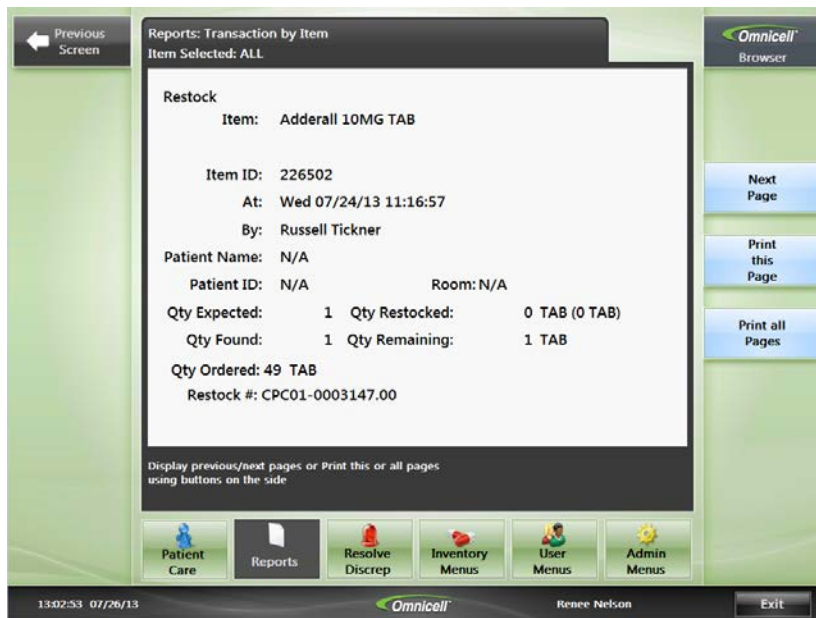 Previous
Screen
Reports: Transaction by Item
Item Selected: ALL
Omnicell
Browser
Restock
Item: Adderall 10MG TAB
Item ID: 226502
At: Wed 07/24/13 11:16:57
By: Russell Tickner
Patient Name: N/A
Patient ID: N/A Room: N/A
Qty Expected: 1 Qty Restocked: 0 TAB (0 TAB)
Qty Found: 1 Qty Remaining: 1 TAB
Qty Ordered: 49 TAB
Restock #: CPC01-0003147.00
Next
Page
Print
this
Page
Print all
Pages
Display previous/next pages or Print this or all pages
using buttons on the side
Patient
Care
Reports
Resolve
Discrep
Inventory
Menus
User
Menus
Admin
Menus
13:02:53 07/26/13 Omnicell Renee Nelson Exit